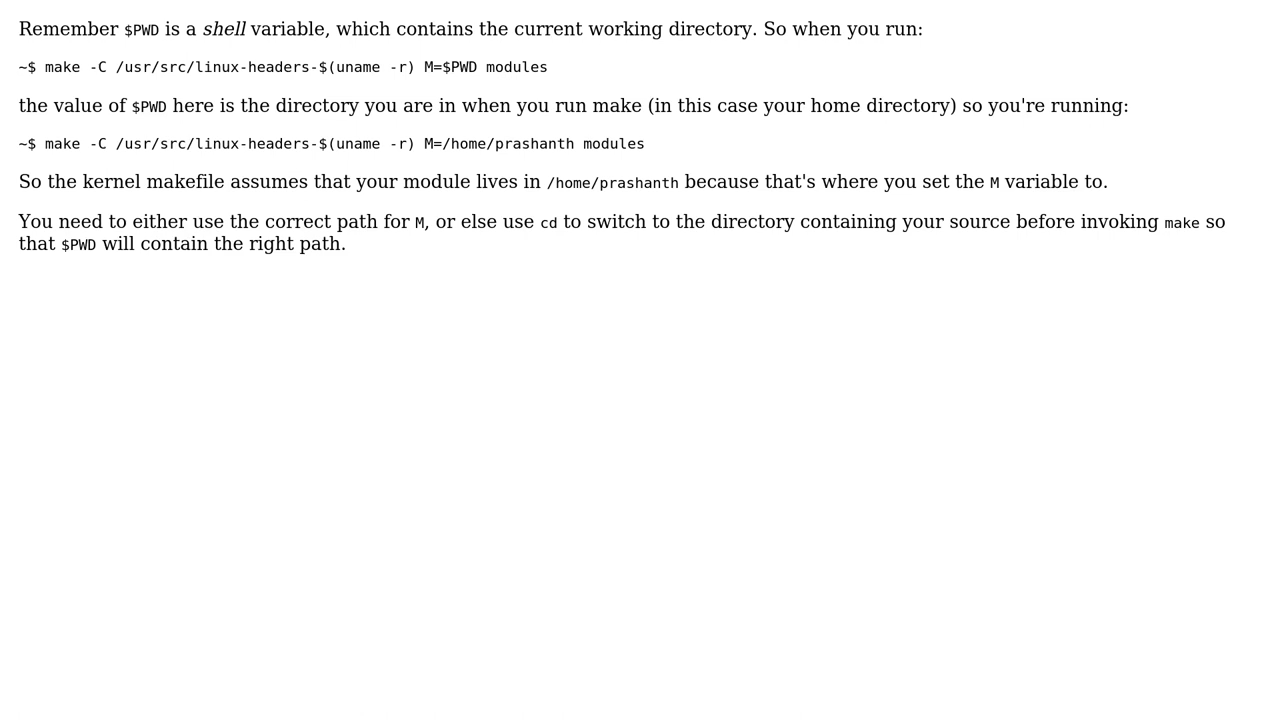 Remember $PWD is a shell variable, which contains the current working directory. So when you run:
~$ make -C /usr/src/linux-headers-$(uname -r) M=$PWD modules
the value of $PWD here is the directory you are in when you run make (in this case your home directory) so you're running:
~$ make -C /usr/src/linux-headers-$(uname -r) M=/home/prashanth modules
So the kernel makefile assumes that your module lives in /home/prashanth because that's where you set the M variable to.
You need to either use the correct path for M, or else use cd to switch to the directory containing your source before invoking make so
that $PWD will contain the right path.